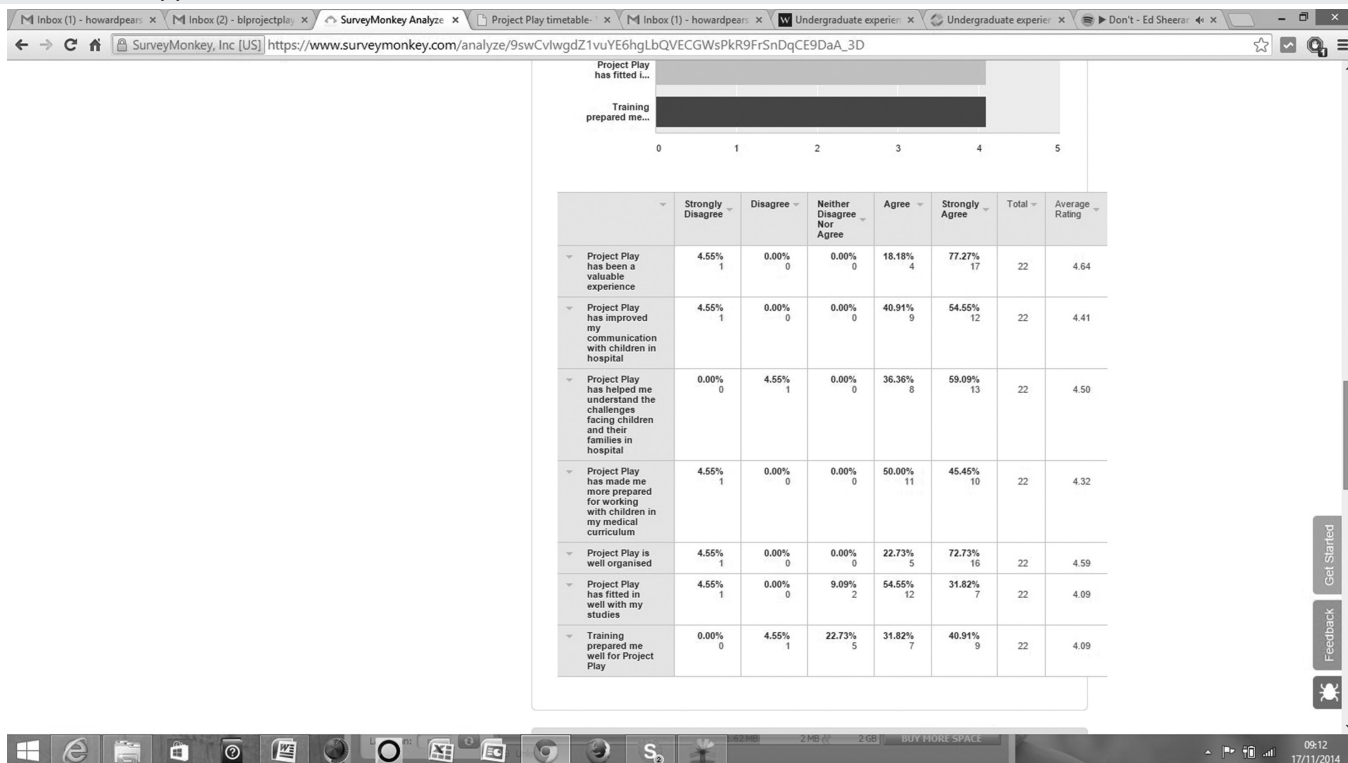 Inbox (1) - howardpears × Inbox (2) - blprojectplay × SurveyMonkey Analyze × Project Play timetable- × Inbox (1) - howardpears × W Undergraduate experien × Undergraduate experien × Don't - Ed Sheeran ×
SurveyMonkey, Inc [US] https://www.surveymonkey.com/analyze/9swCvIwgdZ1vuYE6hgLbQVECGWsPkR9FrSnDqCE9DaA_3D
Project Play
has fitted i...
Training
prepared me...
0 1 2 3 4 5
Strongly Disagree Disagree Neither Disagree Nor Agree Agree Strongly Agree Total Average Rating
Project Play 4.55% 0.00% 0.00% 18.18% 77.27%
has been a 1 0 0 4 17 22 4.64
valuable
experience
Project Play 4.55% 0.00% 0.00% 40.91% 54.55%
has improved 1 0 0 9 12 22 4.41
my
communication
with children in
hospital
Project Play 0.00% 4.55% 0.00% 36.36% 59.09%
has helped me 0 1 0 8 13 22 4.50
understand the
challenges
facing children
and their
families in
hospital
Project Play 4.55% 0.00% 0.00% 50.00% 45.45%
has made me 1 0 0 11 10 22 4.32
more prepared
for working
with children in
my medical
curriculum
Project Play is 4.55% 0.00% 0.00% 22.73% 72.73%
well organised 1 0 0 5 16 22 4.59
Project Play 4.55% 0.00% 9.09% 54.55% 31.82%
has fitted in 1 0 2 12 7 22 4.09
well with my
studies
Training 0.00% 4.55% 22.73% 31.82% 40.91%
prepared me 0 1 5 7 9 22 4.09
well for Project
Play
Get Started
Feedback
2 MB 2 GB BUY MORE SPACE
09:12
17/11/2014